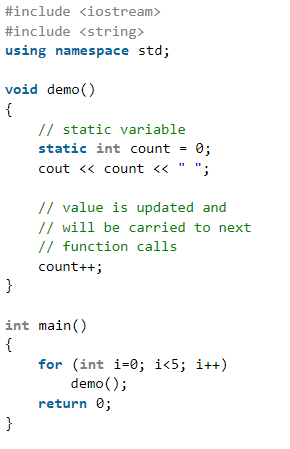 #include <iostream>
#include <string>
using namespace std;

void demo()
{
    // static variable
    static int count = 0;
    cout << count << " ";

    // value is updated and
    // will be carried to next
    // function calls
    count++;
}

int main()
{
    for (int i=0; i<5; i++)
        demo();
    return 0;
}